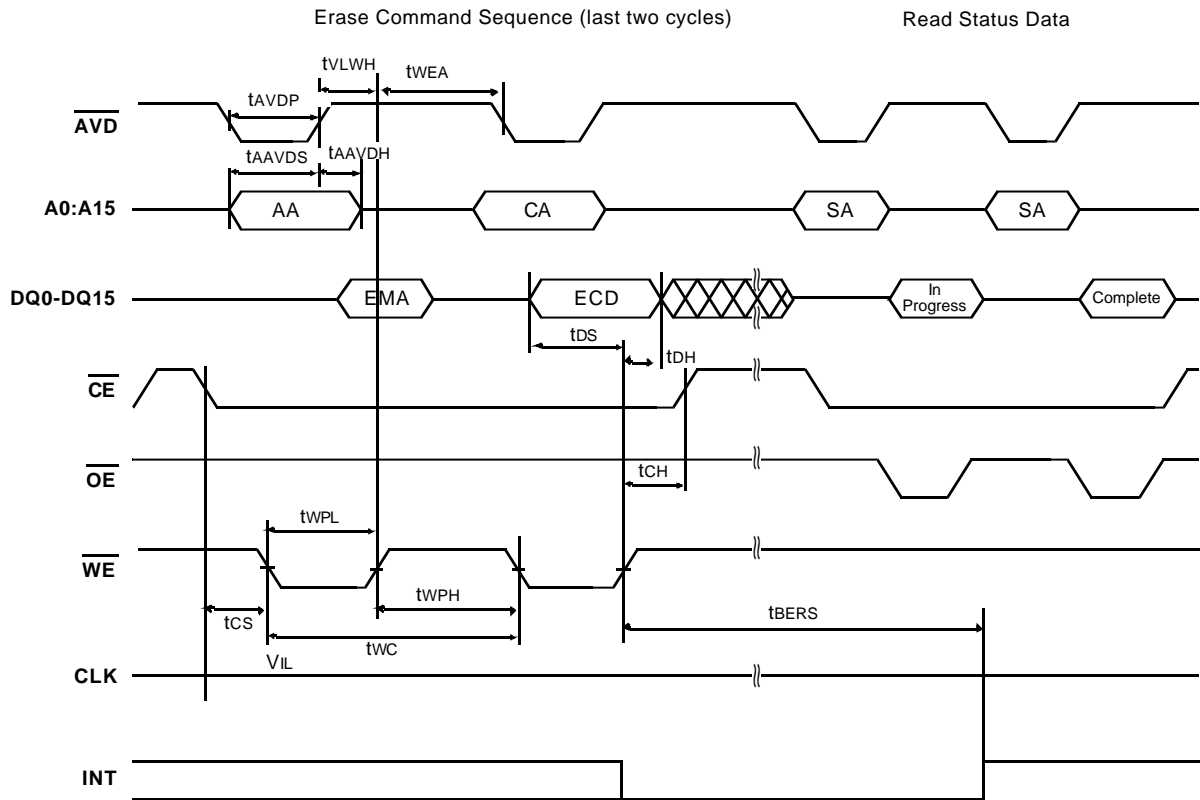 Erase Command Sequence (last two cycles) Read Status Data
tVLWH
tWEA
tAVDP
AVD
tAAVDS tAAVDH
A0:A15 AA CA SA SA
DQ0-DQ15 EMA ECD In Progress Complete
tDS
tDH
CE
OE
tCH
tWPL
WE
tWPH
tBERS
tCS
tWC
VIL
CLK
INT